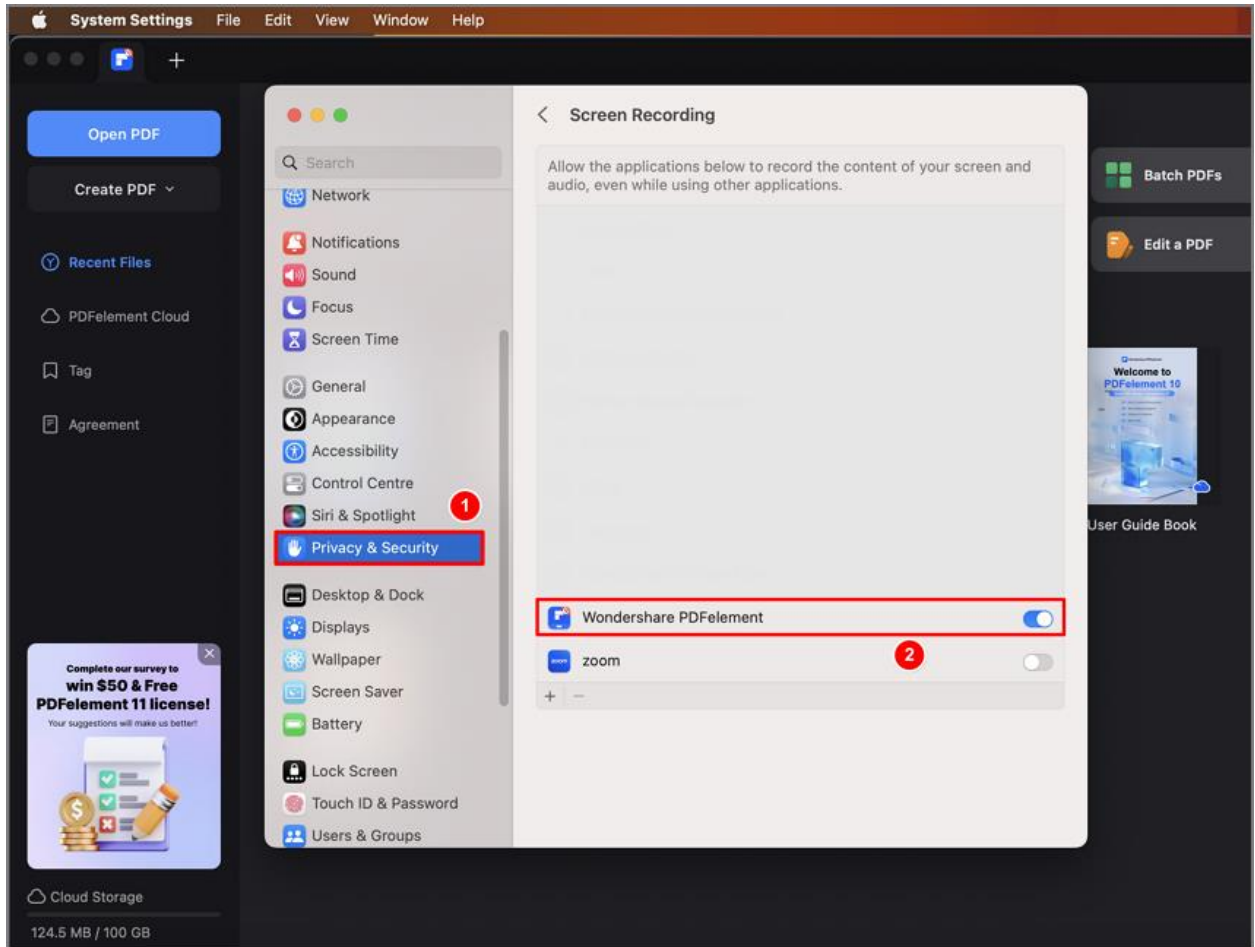 System Settings File Edit View Window Help
+
Open PDF
Create PDF
Recent Files
PDFelement Cloud
Tag
Agreement
Complete our survey to
win $50 & Free
PDFelement 11 license!
Your suggestions will make us better!
Cloud Storage
124.5 MB / 100 GB
Search
Network
Notifications
Sound
Focus
Screen Time
General
Appearance
Accessibility
Control Centre
Siri & Spotlight
1
Privacy & Security
Desktop & Dock
Displays
Wallpaper
Screen Saver
Battery
Lock Screen
Touch ID & Password
Users & Groups
Screen Recording
Allow the applications below to record the content of your screen and
audio, even while using other applications.
Wondershare PDFelement
2
zoom
zoom
+ −
Batch PDFs
Edit a PDF
Welcome to
PDFelement 10
User Guide Book